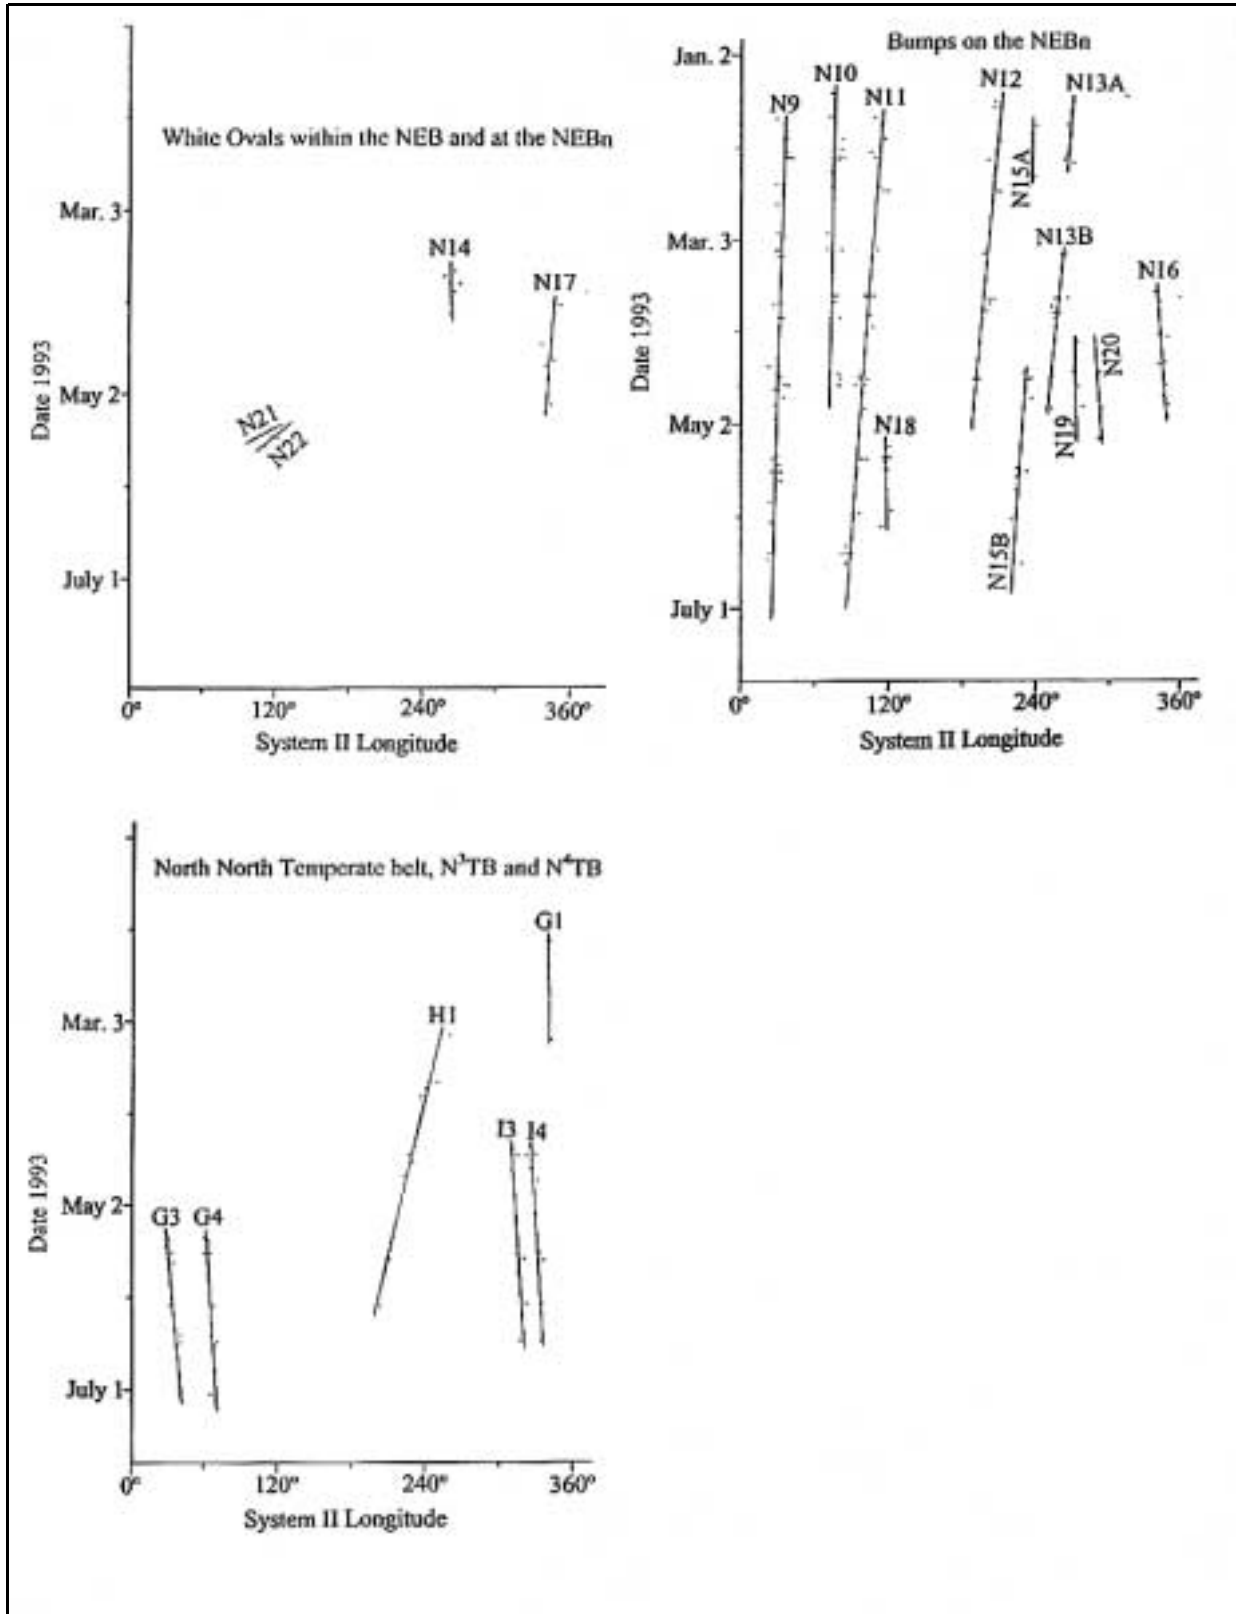 White Ovals within the NEB and at the NEBn
Mar. 3
May 2
July 1
Date 1993
N14
N17
N21
N22
0° 120° 240° 360°
System II Longitude
Bumps on the NEBn
Jan. 2
Mar. 3
May 2
July 1
Date 1993
N9
N10
N11
N12
N13A
N15A
N13B
N16
N20
N19
N18
N15B
0° 120° 240° 360°
System II Longitude
North North Temperate belt, N³TB and N⁴TB
Mar. 3
May 2
July 1
Date 1993
G1
H1
I3 I4
G3 G4
0° 120° 240° 360°
System II Longitude